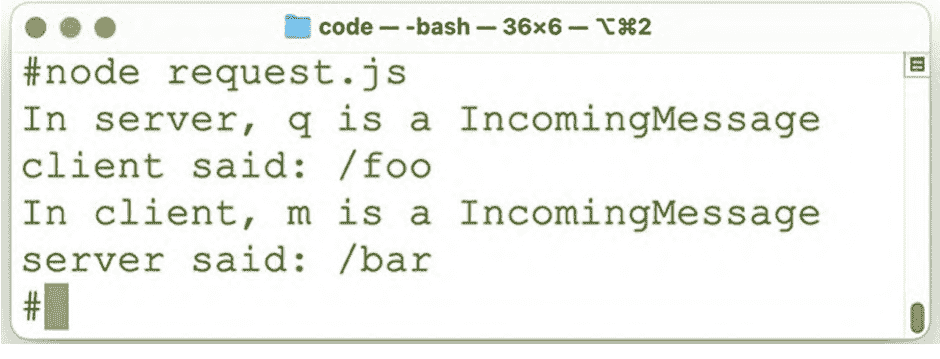 code — -bash — 36×6 — ⌥⌘2
#node request.js
In server, q is a IncomingMessage
client said: /foo
In client, m is a IncomingMessage
server said: /bar
#